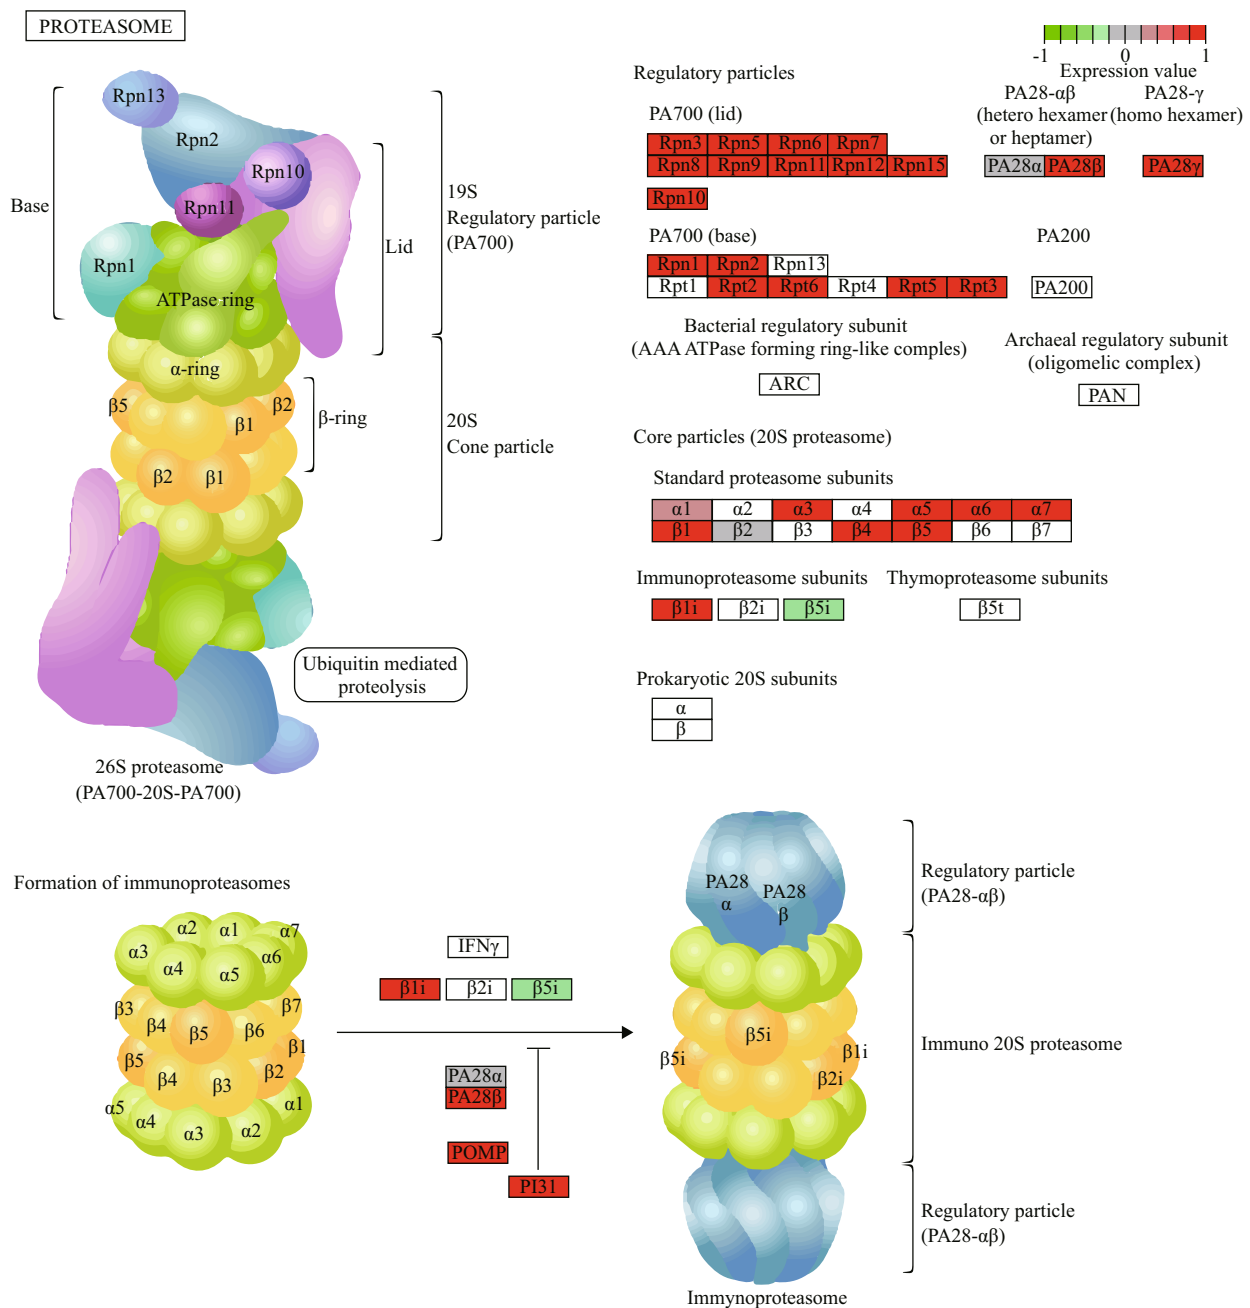 PROTEASOME
-1 0 1
Expression value
Rpn13
Rpn2
Rpn10
Rpn11
Rpn1
ATPase ring
α-ring
β5
β2
β1
β2
β1
Base
Lid
β-ring
19S
Regulatory particle
(PA700)
20S
Cone particle
Ubiquitin mediated
proteolysis
26S proteasome
(PA700-20S-PA700)
Regulatory particles
PA700 (lid)
Rpn3 Rpn5 Rpn6 Rpn7
Rpn8 Rpn9 Rpn11 Rpn12 Rpn15
Rpn10
PA28-αβ
(hetero hexamer
or heptamer)
PA28α PA28β
PA28-γ
(homo hexamer)
PA28γ
PA700 (base)
Rpn1 Rpn2 Rpn13
Rpt1 Rpt2 Rpt6 Rpt4 Rpt5 Rpt3
PA200
PA200
Bacterial regulatory subunit
(AAA ATPase forming ring-like comples)
ARC
Archaeal regulatory subunit
(oligomelic complex)
PAN
Core particles (20S proteasome)
Standard proteasome subunits
α1 α2 α3 α4 α5 α6 α7
β1 β2 β3 β4 β5 β6 β7
Immunoproteasome subunits
β1i β2i β5i
Thymoproteasome subunits
β5t
Prokaryotic 20S subunits
α
β
Formation of immunoproteasomes
α2 α1 α7
α3 α4 α5 α6
β3 β4 β5 β6 β7
β5 β4 β3 β2 β1
α5 α4 α3 α2 α1
IFNγ
β1i β2i β5i
PA28α
PA28β
POMP
PI31
PA28
α
PA28
β
β5i
β5i
β1i
β2i
Regulatory particle
(PA28-αβ)
Immuno 20S proteasome
Regulatory particle
(PA28-αβ)
Immynoproteasome